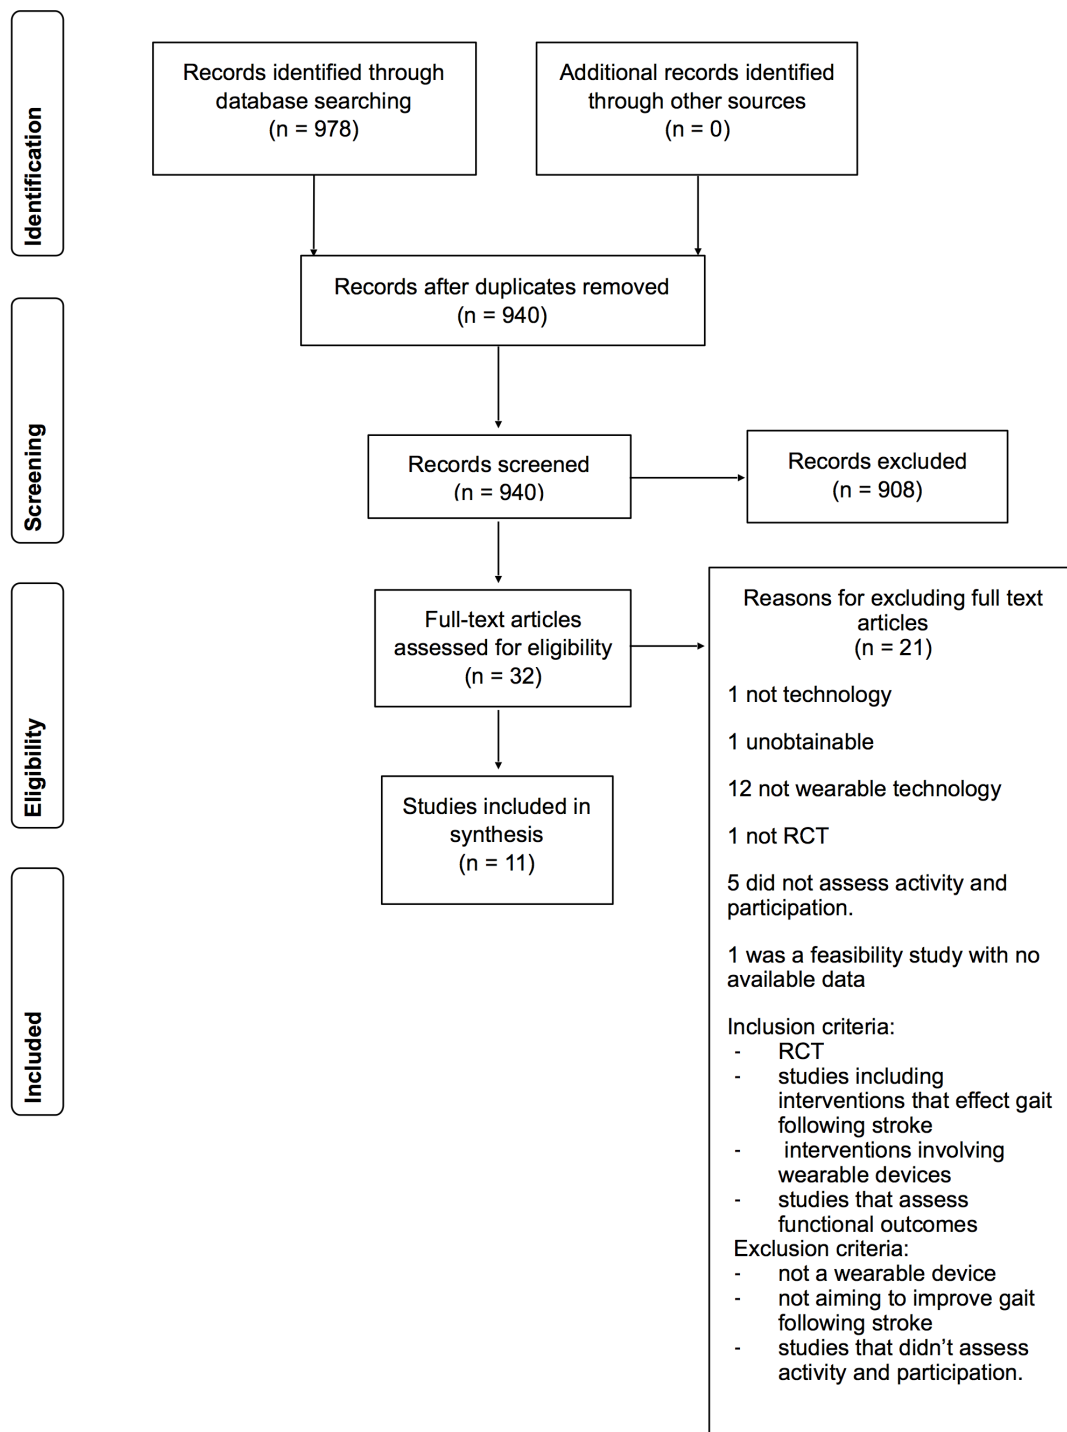 Identification
Records identified through
database searching
(n = 978)
Additional records identified
through other sources
(n = 0)
Records after duplicates removed
(n = 940)
Screening
Records screened
(n = 940)
Records excluded
(n = 908)
Eligibility
Full-text articles
assessed for eligibility
(n = 32)
Reasons for excluding full text
articles
(n = 21)
1 not technology
1 unobtainable
12 not wearable technology
1 not RCT
5 did not assess activity and
participation.
1 was a feasibility study with no
available data
Inclusion criteria:
- RCT
- studies including
interventions that effect gait
following stroke
- interventions involving
wearable devices
- studies that assess
functional outcomes
Exclusion criteria:
- not a wearable device
- not aiming to improve gait
following stroke
- studies that didn’t assess
activity and participation.
Studies included in
synthesis
(n = 11)
Included